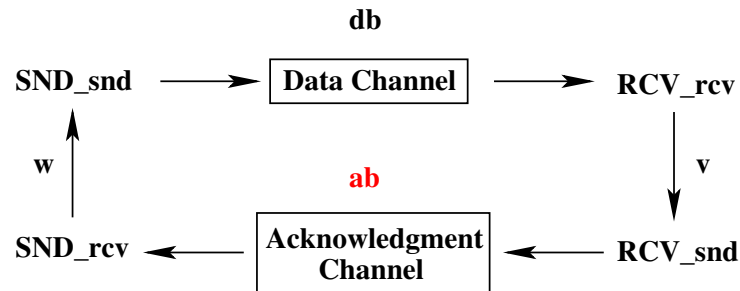 db
SND_snd
Data Channel
RCV_rcv
w
ab
v
SND_rcv
Acknowledgment
Channel
RCV_snd